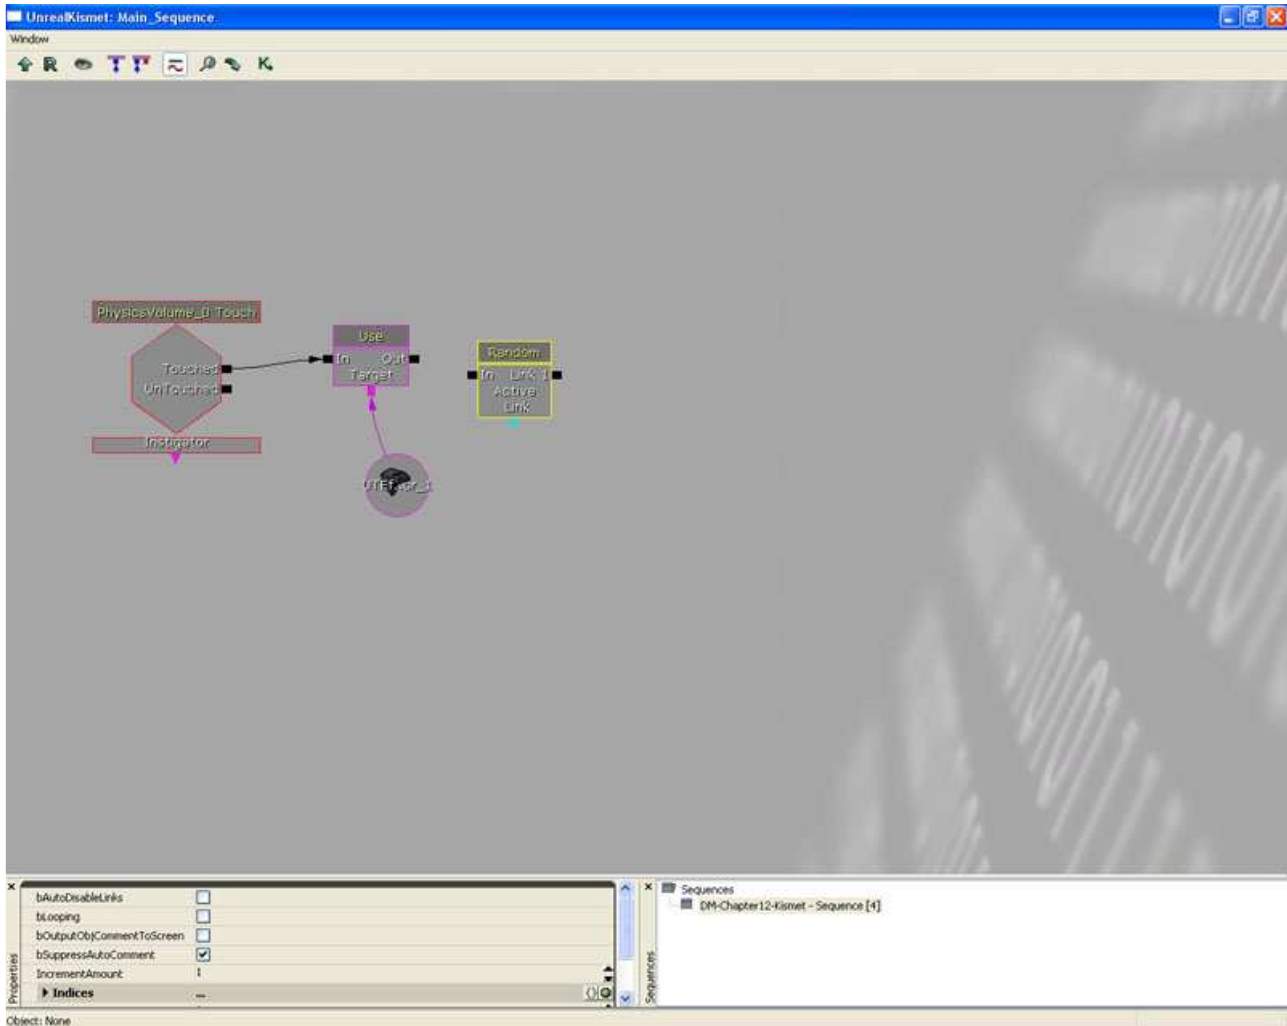 UnrealKismet: Main_Sequence
Window
PhysicsVolume_0 Touch
Touched
UnTouched
Instigator
Use
In Out
Target
Random
In Link 1
Active
Link
bAutoDisableLinks
bLooping
bOutputObjCommentToScreen
bSuppressAutoComment
IncrementAmount 1
Indices ...
Properties
Sequences
DM-Chapter12-Kismet - Sequence [4]
Sequences
Object: None